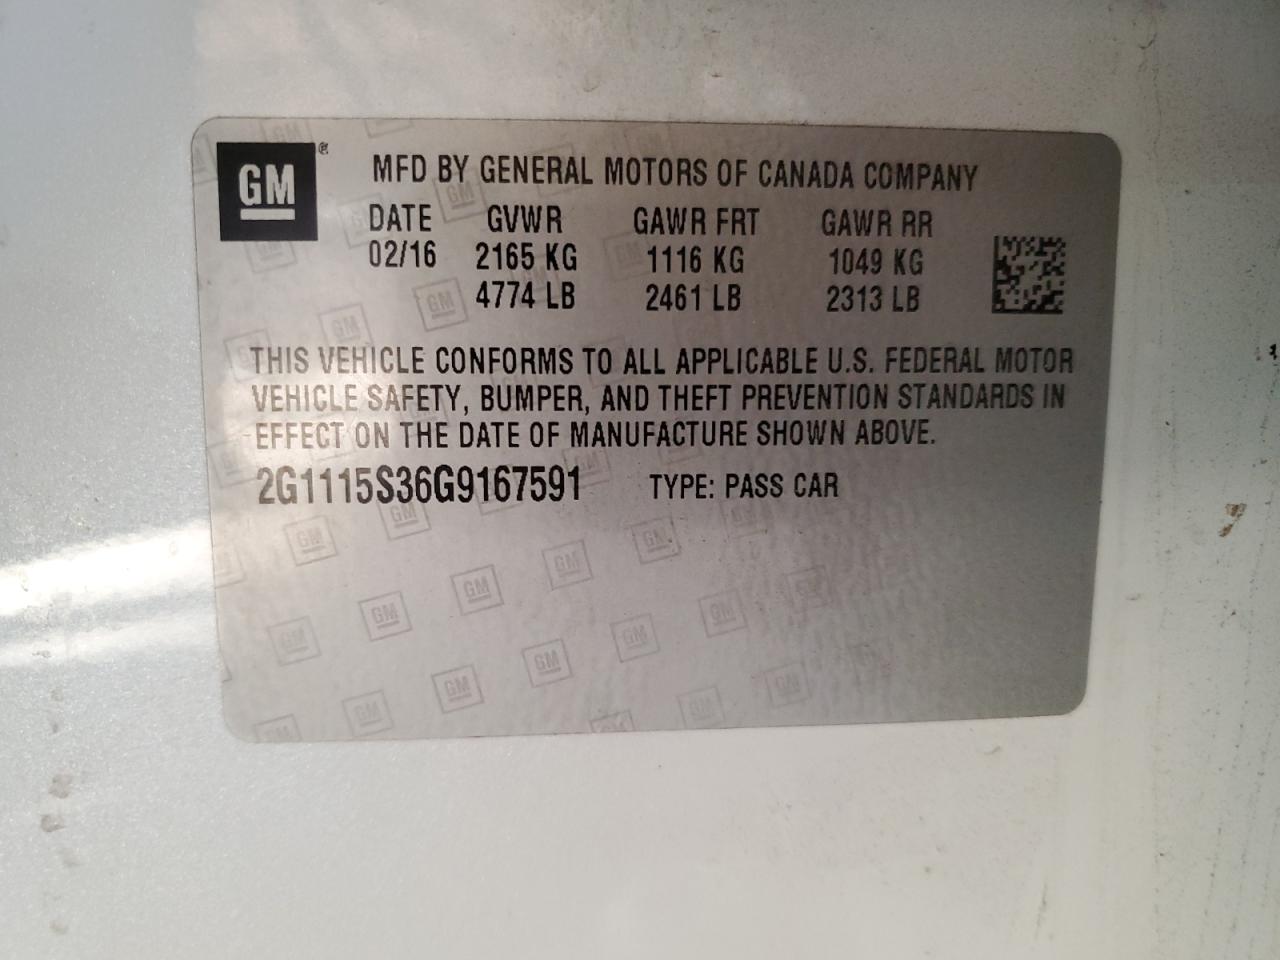 GM ®
MFD BY GENERAL MOTORS OF CANADA COMPANY
DATE GVWR GAWR FRT GAWR RR
02/16 2165 KG 1116 KG 1049 KG
4774 LB 2461 LB 2313 LB
THIS VEHICLE CONFORMS TO ALL APPLICABLE U.S. FEDERAL MOTOR
VEHICLE SAFETY, BUMPER, AND THEFT PREVENTION STANDARDS IN
EFFECT ON THE DATE OF MANUFACTURE SHOWN ABOVE.
2G1115S36G9167591 TYPE: PASS CAR